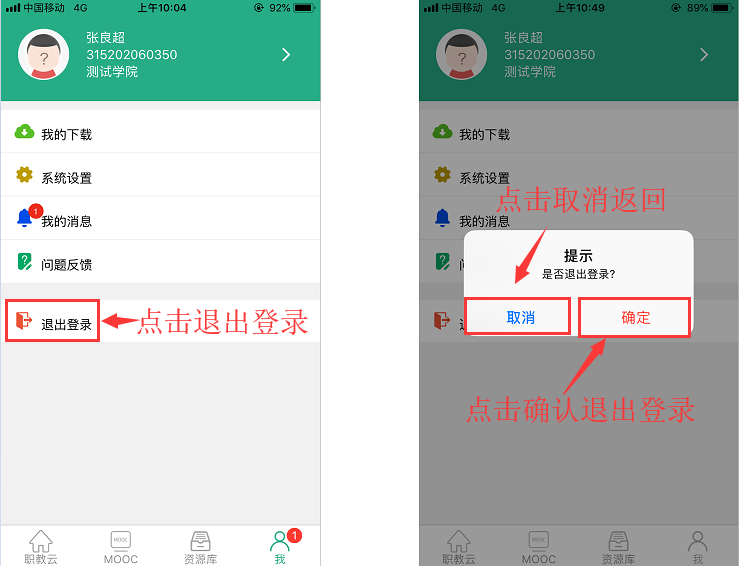 中国移动 4G 上午10:04 92%
张良超
315202060350
测试学院
我的下载
系统设置
1
我的消息
问题反馈
退出登录
点击退出登录
职教云
MOOC
MOOC
资源库
1
我
中国移动 4G 上午10:49 89%
张良超
315202060350
测试学院
我的下载
系统设置
点击取消返回
我的消息
提示
是否退出登录?
取消
确定
点击确认退出登录
职教云
MOOC
MOOC
资源库
我